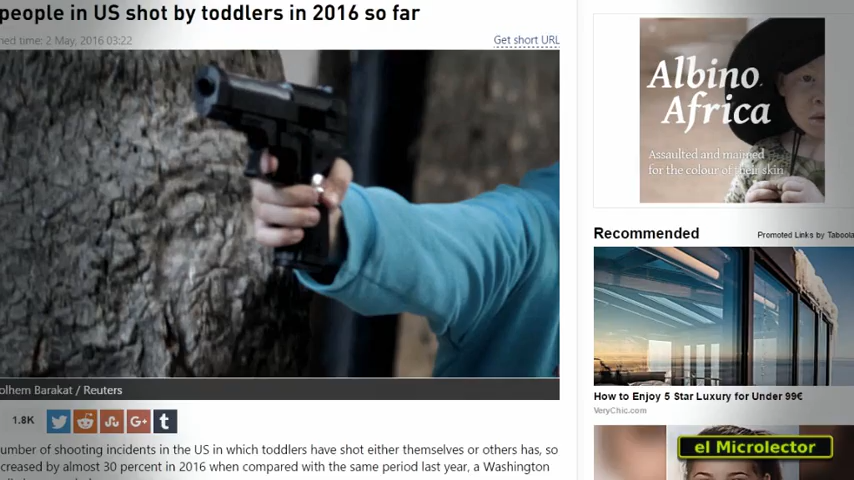 people in US shot by toddlers in 2016 so far
time: 2 May, 2016 03:22
Get short URL
Albino
Africa
Assaulted and maimed
for the colour of their skin
Recommended
Promoted Links by Taboola
How to Enjoy 5 Star Luxury for Under 99€
VeryChic.com
Barakat / Reuters
1.8K
umber of shooting incidents in the US in which toddlers have shot either themselves or others has, so
creased by almost 30 percent in 2016 when compared with the same period last year, a Washington
el Microlector